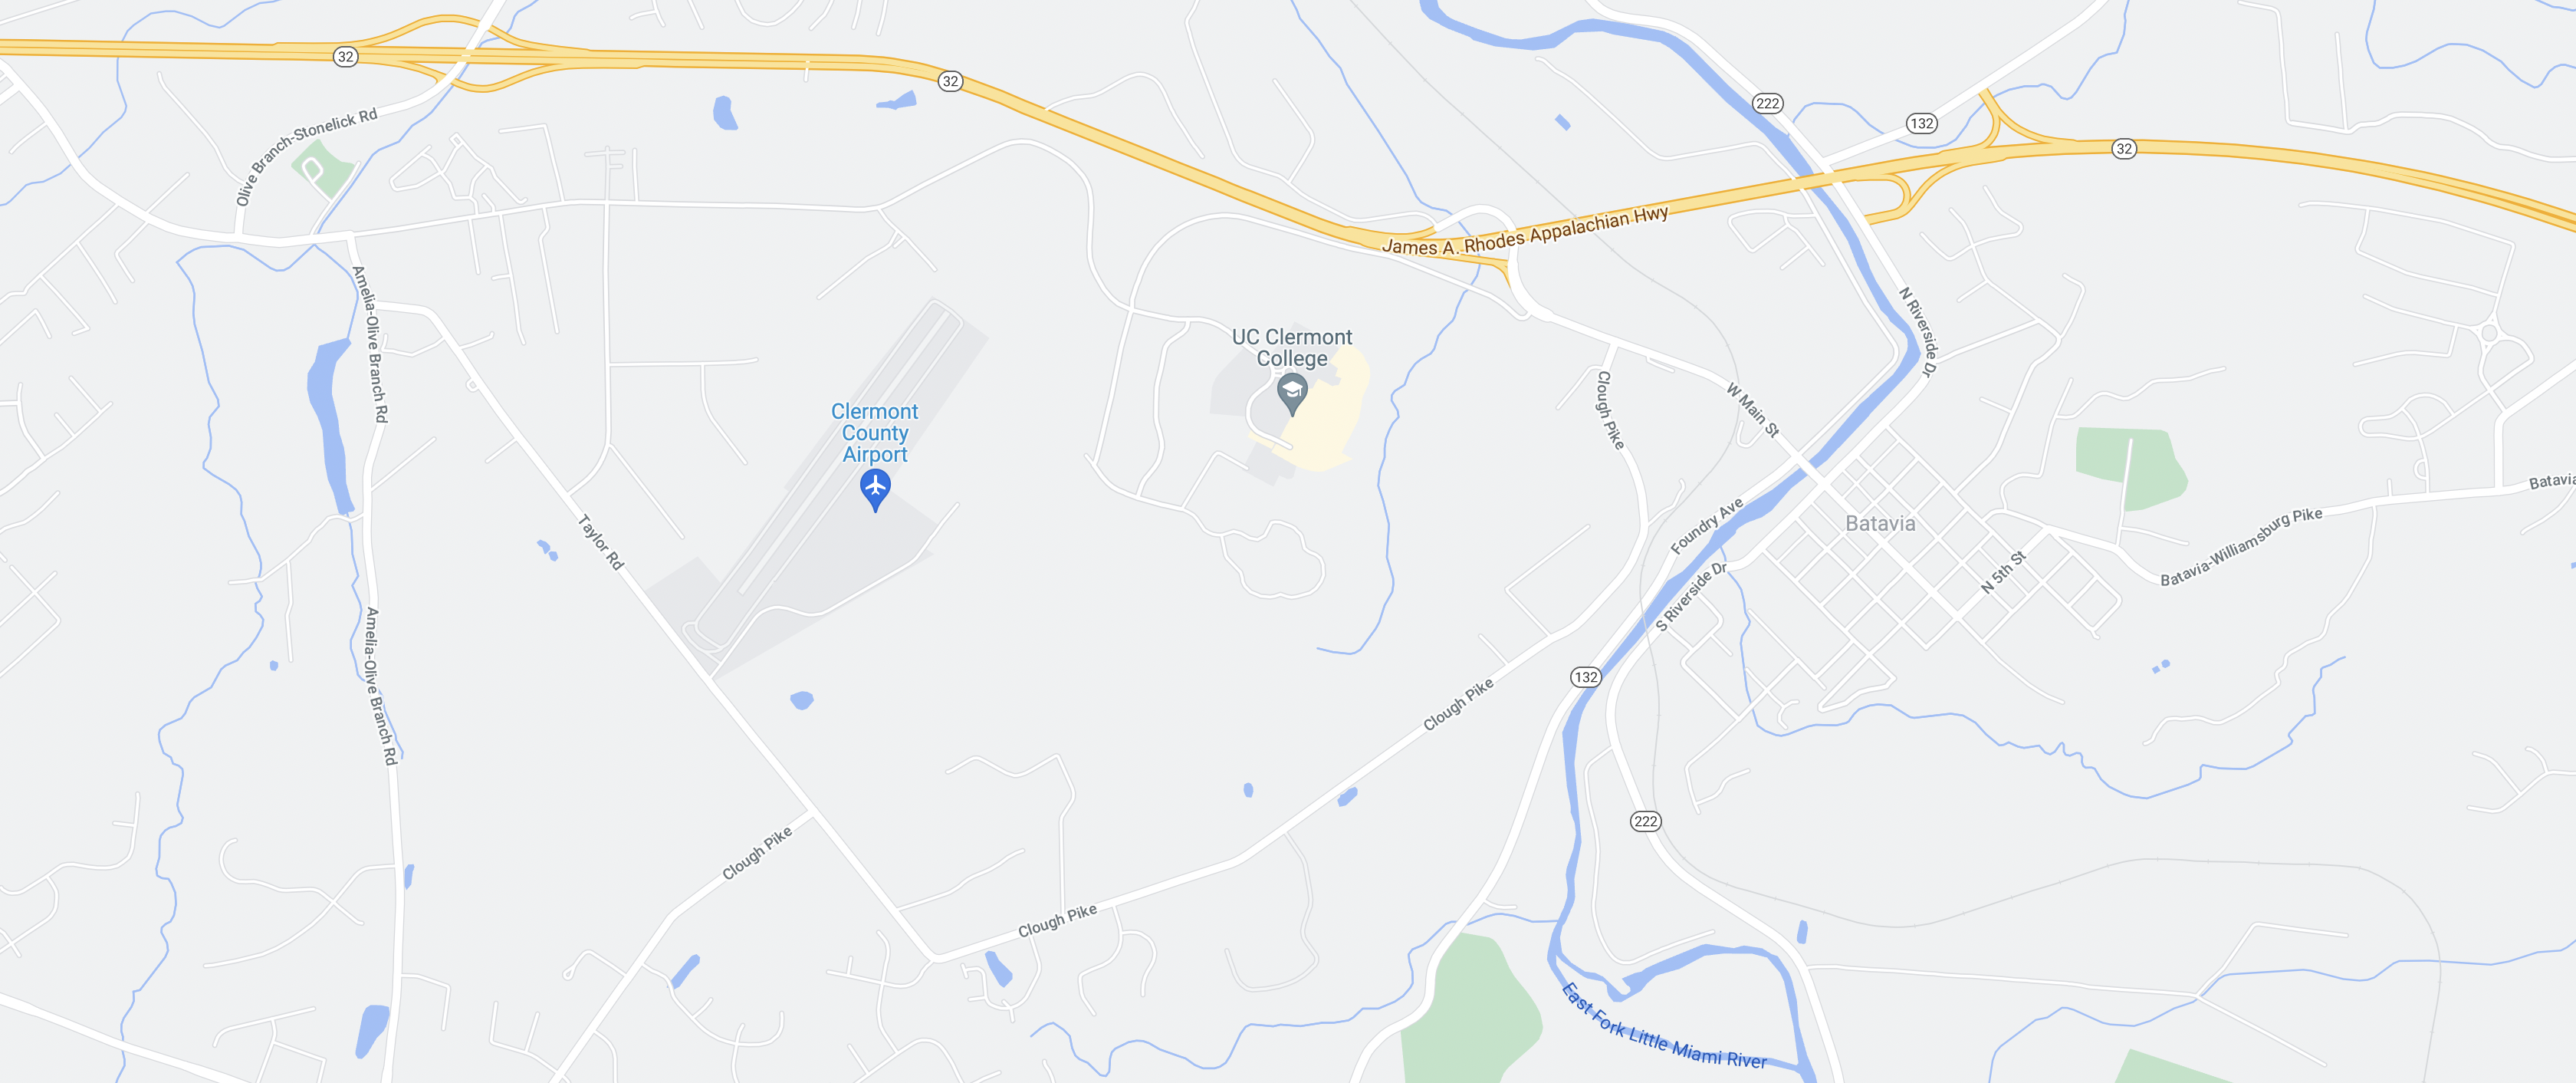 32
32
222
132
32
Olive Branch-Stonelick Rd
James A. Rhodes Appalachian Hwy
Amelia-Olive Branch Rd
N Riverside Dr
UC Clermont
College
Clermont
County
Airport
Clough Pike
W Main St
Taylor Rd
Foundry Ave
Batavia
Batavia
Batavia-Williamsburg Pike
N 5th St
S Riverside Dr
Amelia-Olive Branch Rd
132
Clough Pike
222
Clough Pike
Clough Pike
East Fork Little Miami River